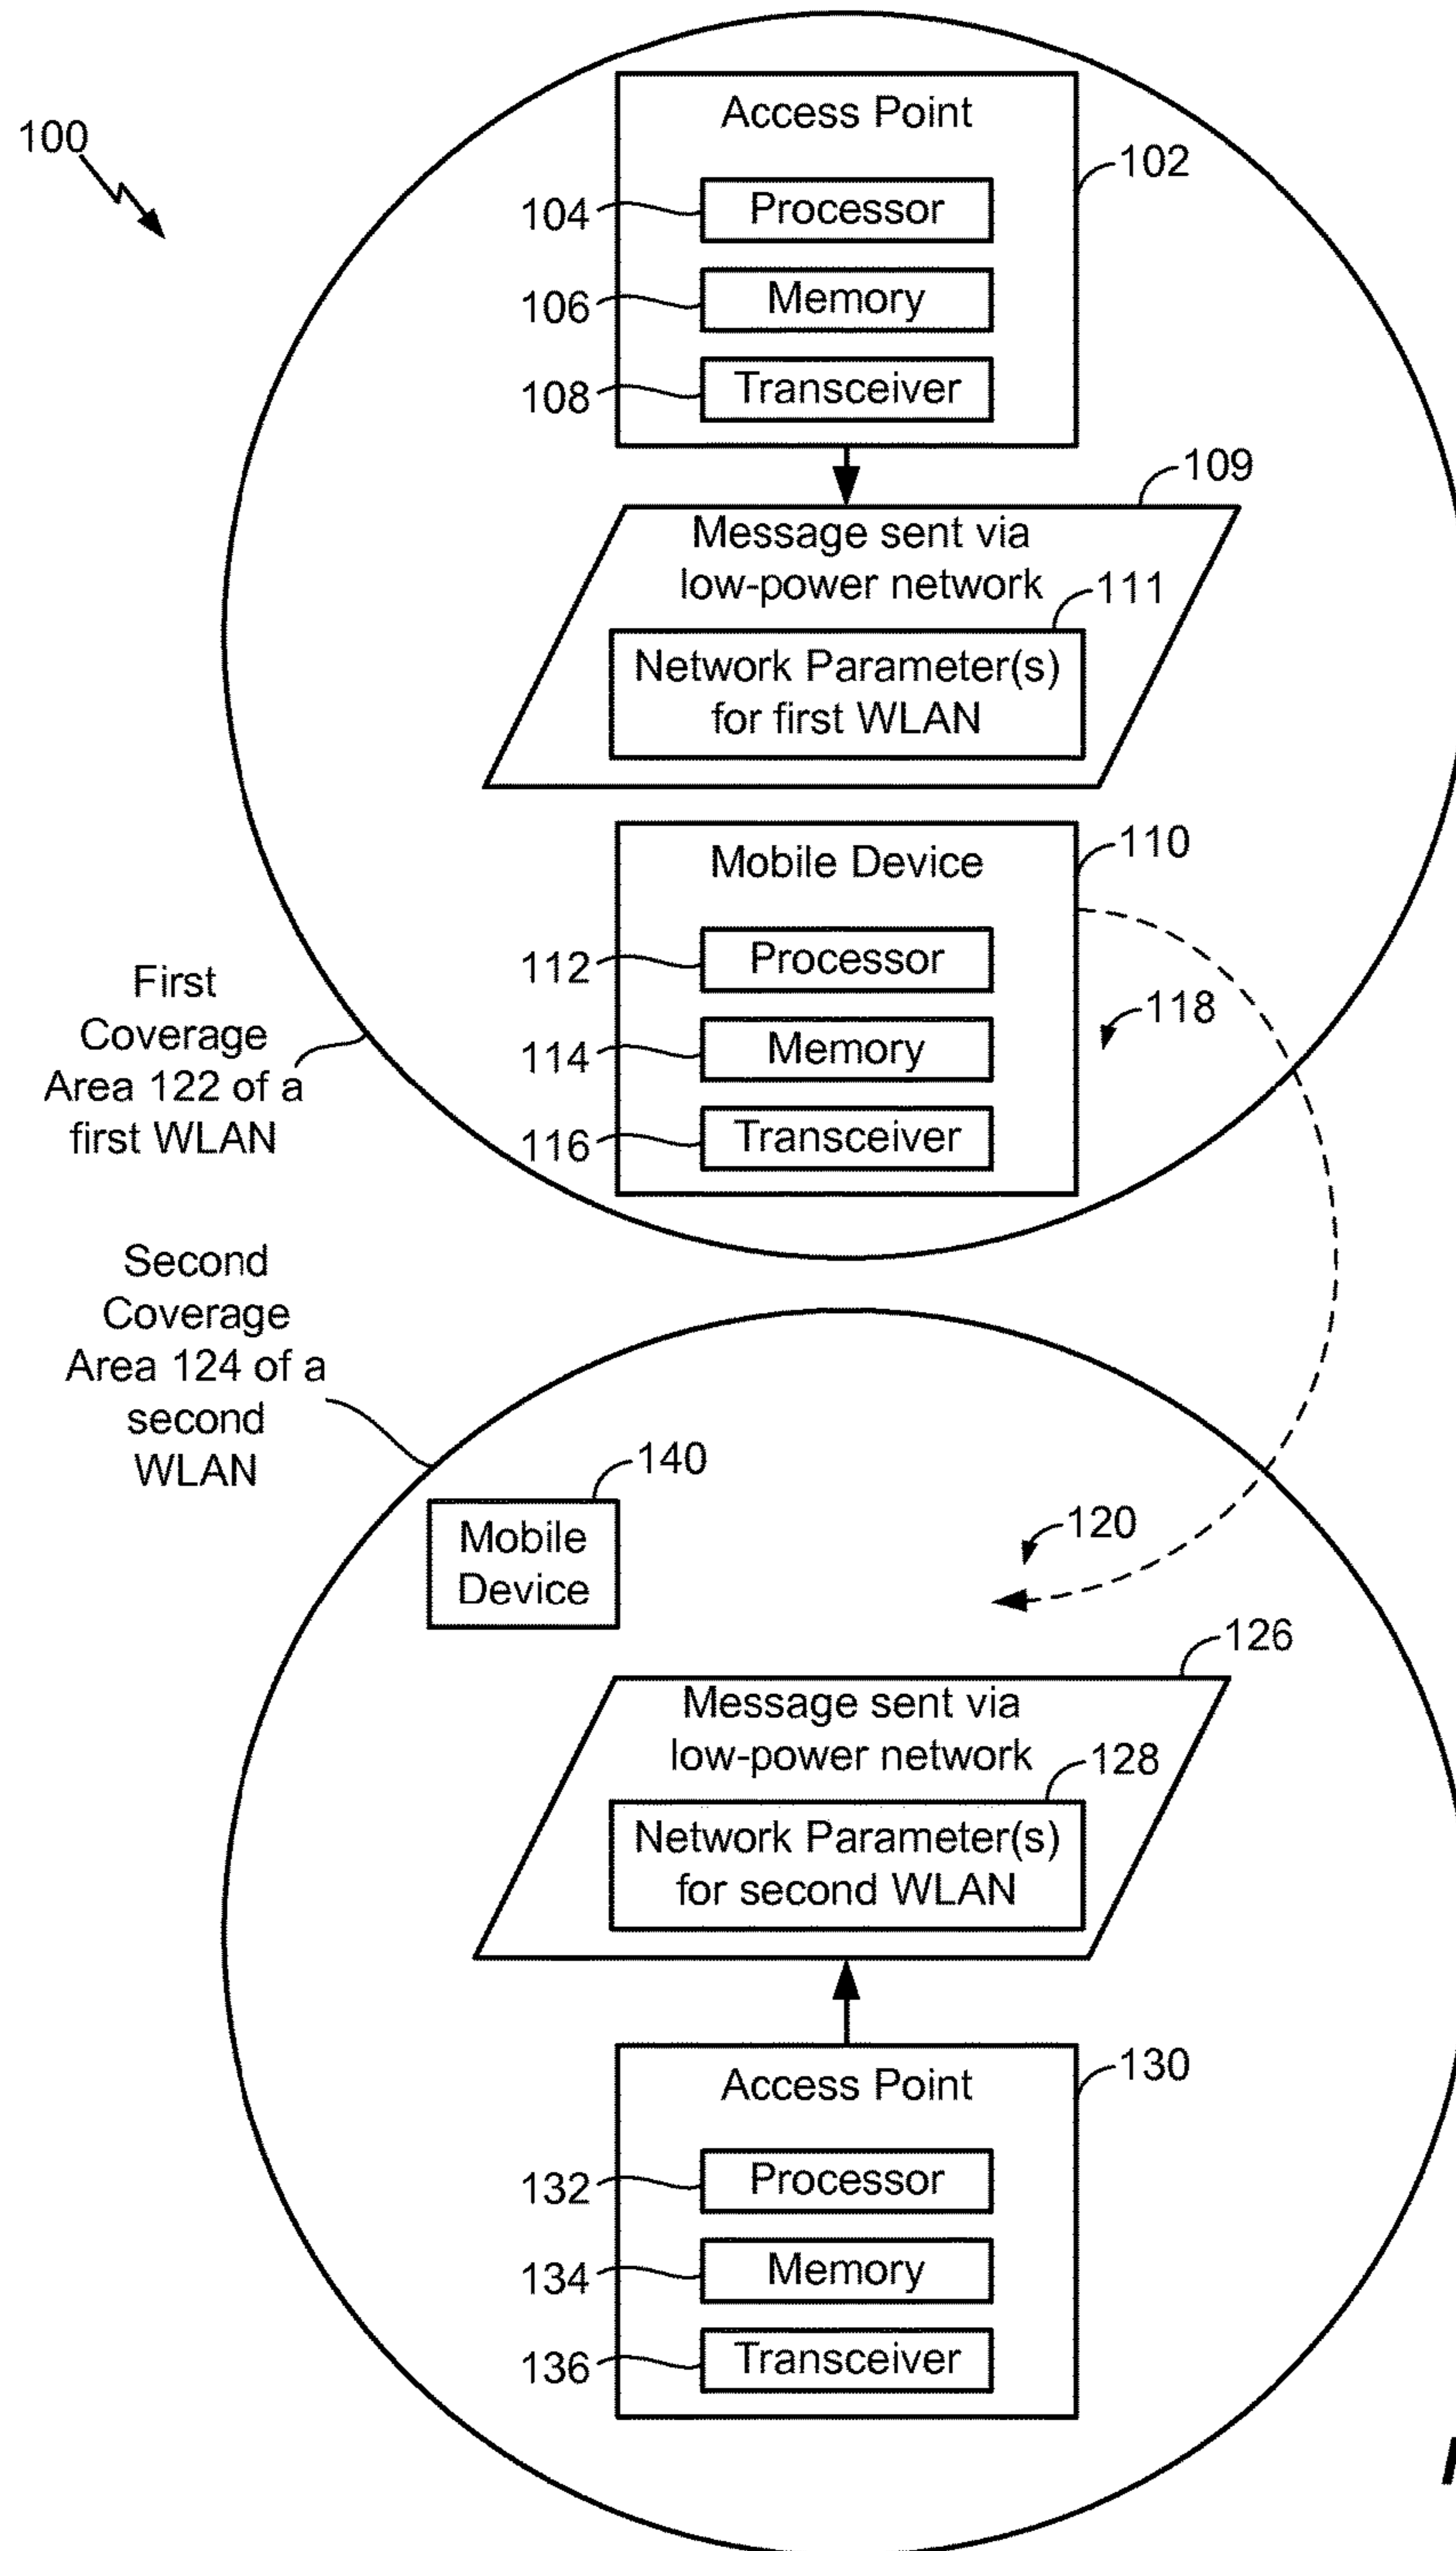 100
Access Point
102
104
Processor
106
Memory
108
Transceiver
109
Message sent via
low-power network
111
Network Parameter(s)
for first WLAN
110
Mobile Device
112
Processor
118
114
Memory
116
Transceiver
First
Coverage
Area 122 of a
first WLAN
Second
Coverage
Area 124 of a
second
WLAN
140
Mobile
Device
120
126
Message sent via
low-power network
128
Network Parameter(s)
for second WLAN
130
Access Point
132
Processor
134
Memory
136
Transceiver